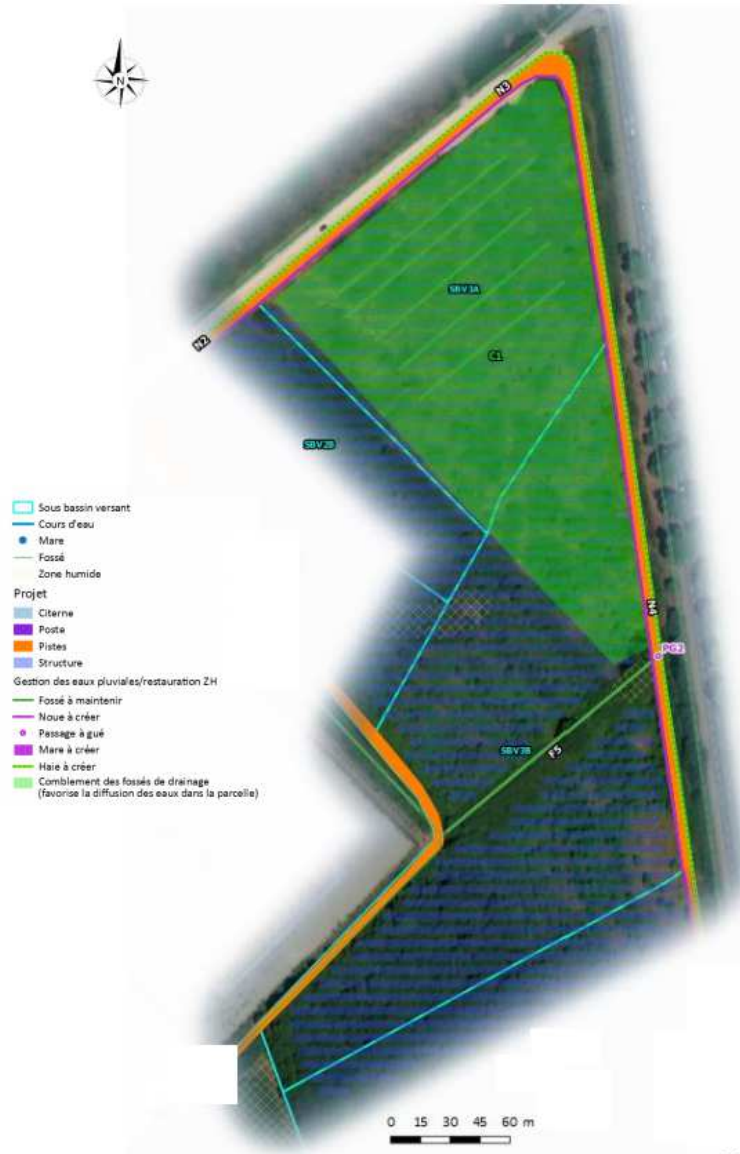 N
N3
SBV3A
C1
N2
SBV2B
Sous bassin versant
Cours d'eau
Mare
Fossé
Zone humide
Projet
Citerne
Poste
Pistes
Structure
Gestion des eaux pluviales/restauration ZH
Fossé à maintenir
Noue à créer
Passage à gué
Mare à créer
Haie à créer
Comblement des fossés de drainage
(favorise la diffusion des eaux dans la parcelle)
N4
PG2
SBV3B
F5
0 15 30 45 60 m